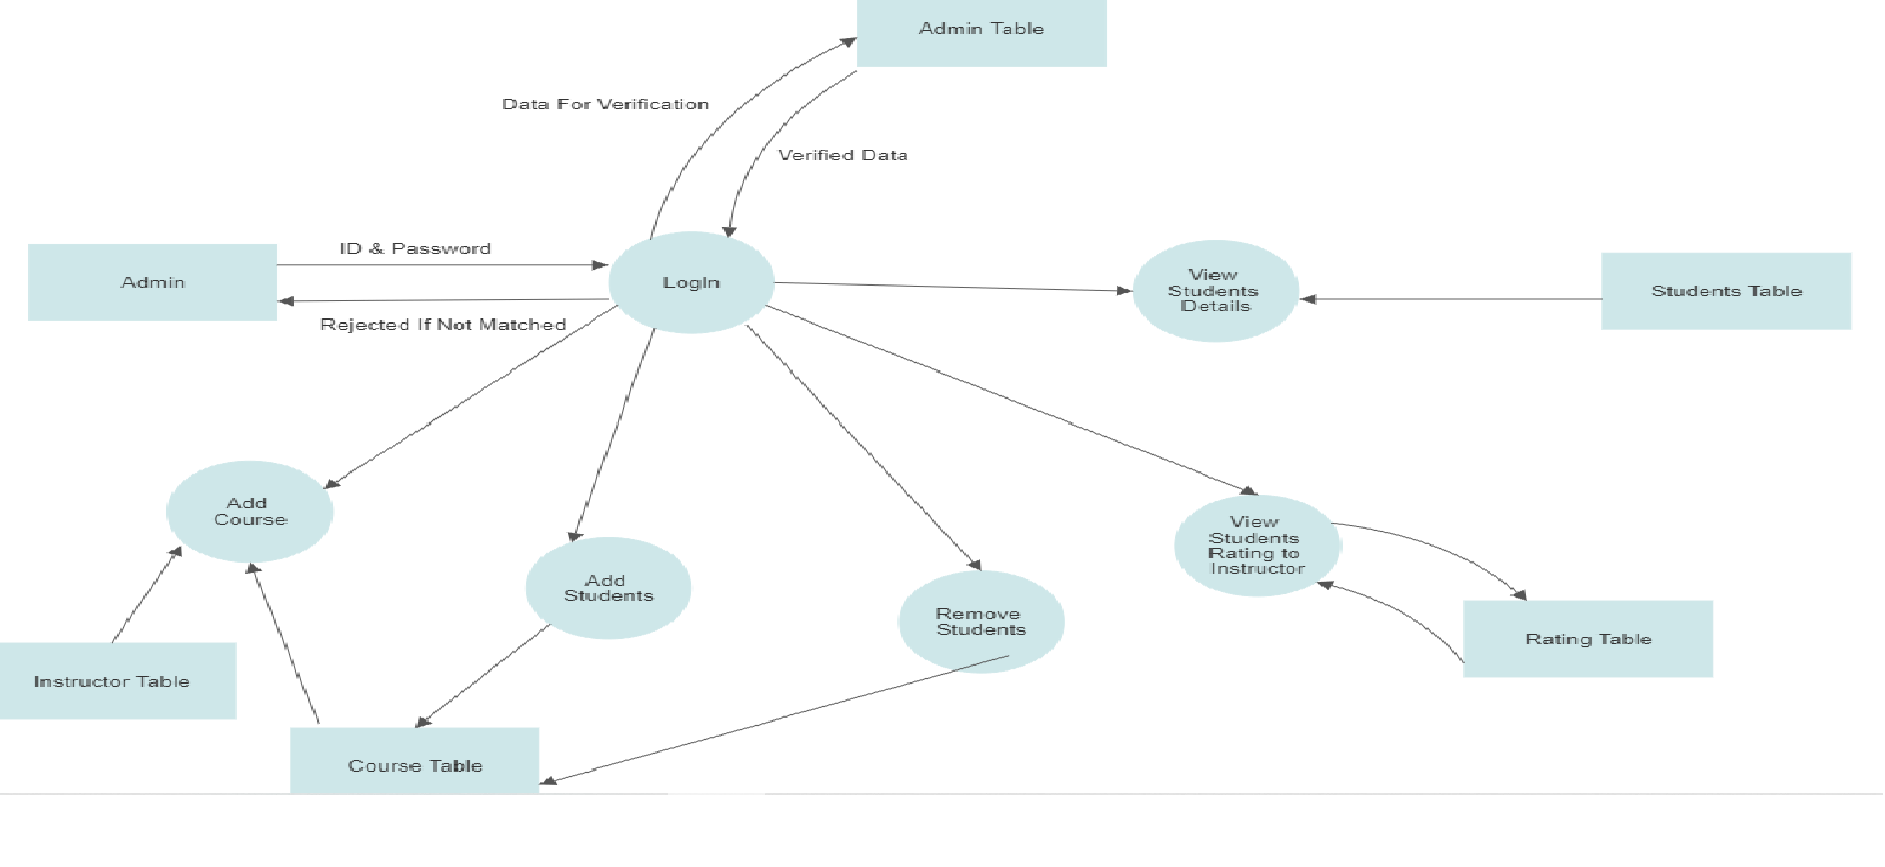 Admin Table
Data For Verification
Verified Data
ID & Password
Admin
LogIn
View
Students
Details
Students Table
Rejected If Not Matched
Add
Course
View
Students
Rating to
Instructor
Add
Students
Remove
Students
Rating Table
Instructor Table
Course Table